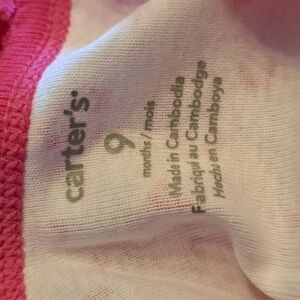 carter's
9
months / mois
Made in Cambodia
Fabriqué au Cambodge
Hecho en Camboya